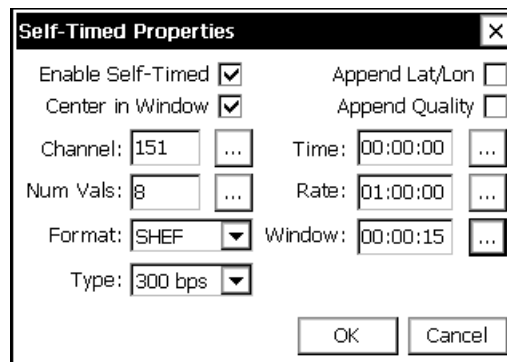 Self-Timed Properties
Enable Self-Timed Append Lat/Lon
Center in Window Append Quality
Channel: 151 ... Time: 00:00:00 ...
Num Vals: 8 ... Rate: 01:00:00 ...
Format: SHEF Window: 00:00:15 ...
Type: 300 bps
OK Cancel